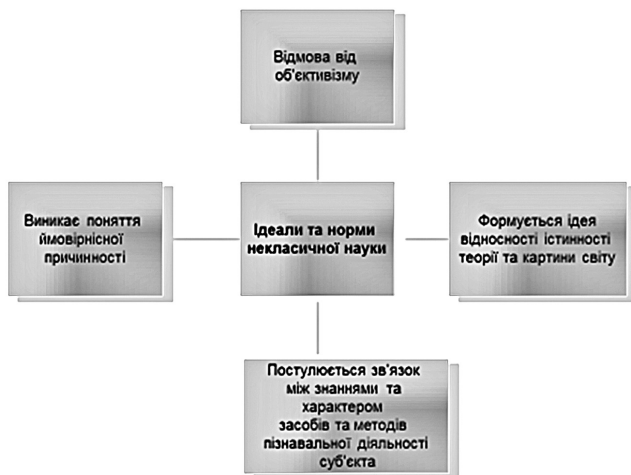 Відмова від
об'єктивізму
Виникає поняття
ймовірнісної
причинності
Ідеали та норми
некласичної науки
Формується ідея
відносності істинності
теорії та картини світу
Постулюється зв'язок
між знаннями та
характером
засобів та методів
пізнавальної діяльності
суб'єкта